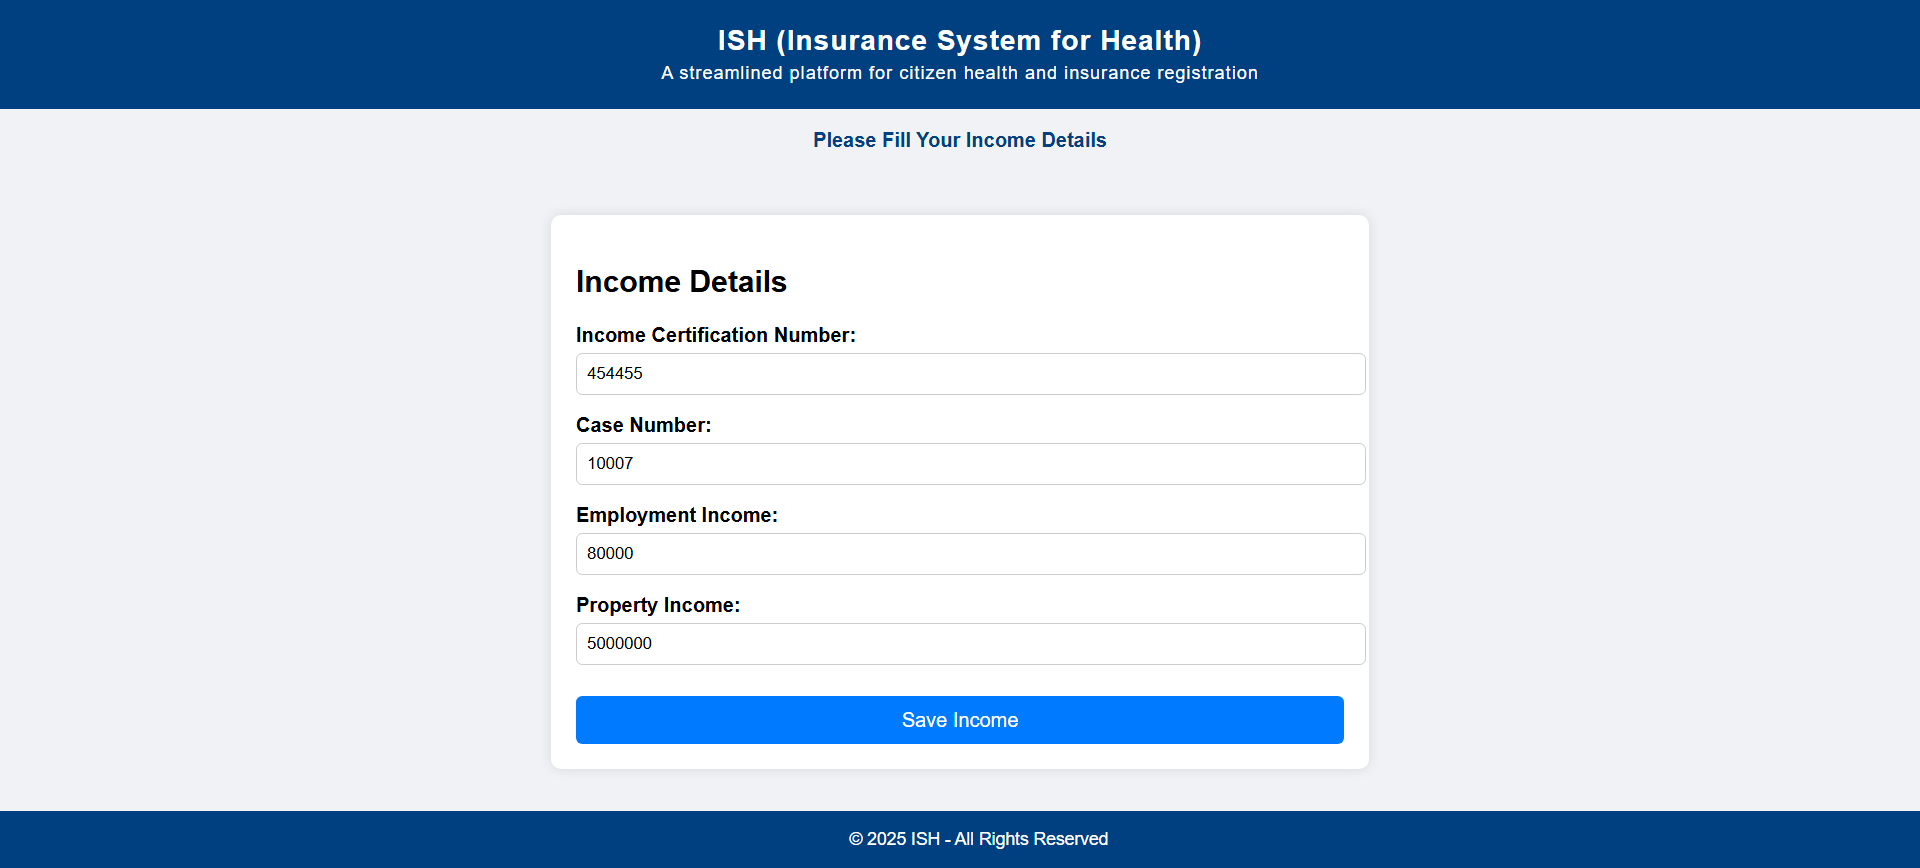 ISH (Insurance System for Health)
A streamlined platform for citizen health and insurance registration
Please Fill Your Income Details
Income Details
Income Certification Number:
454455
Case Number:
10007
Employment Income:
80000
Property Income:
5000000
Save Income
© 2025 ISH - All Rights Reserved